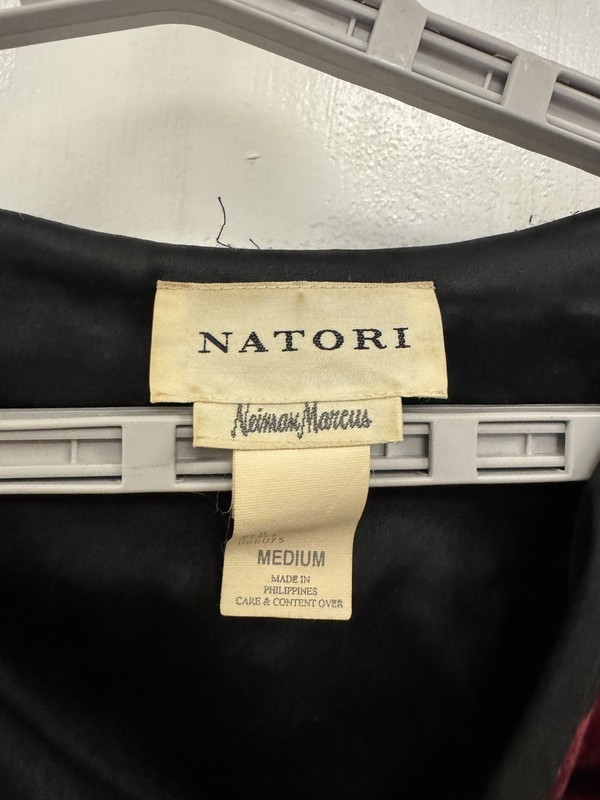 NATORI
Neiman Marcus
MEDIUM
MADE IN
PHILIPPINES
CARE & CONTENT OVER